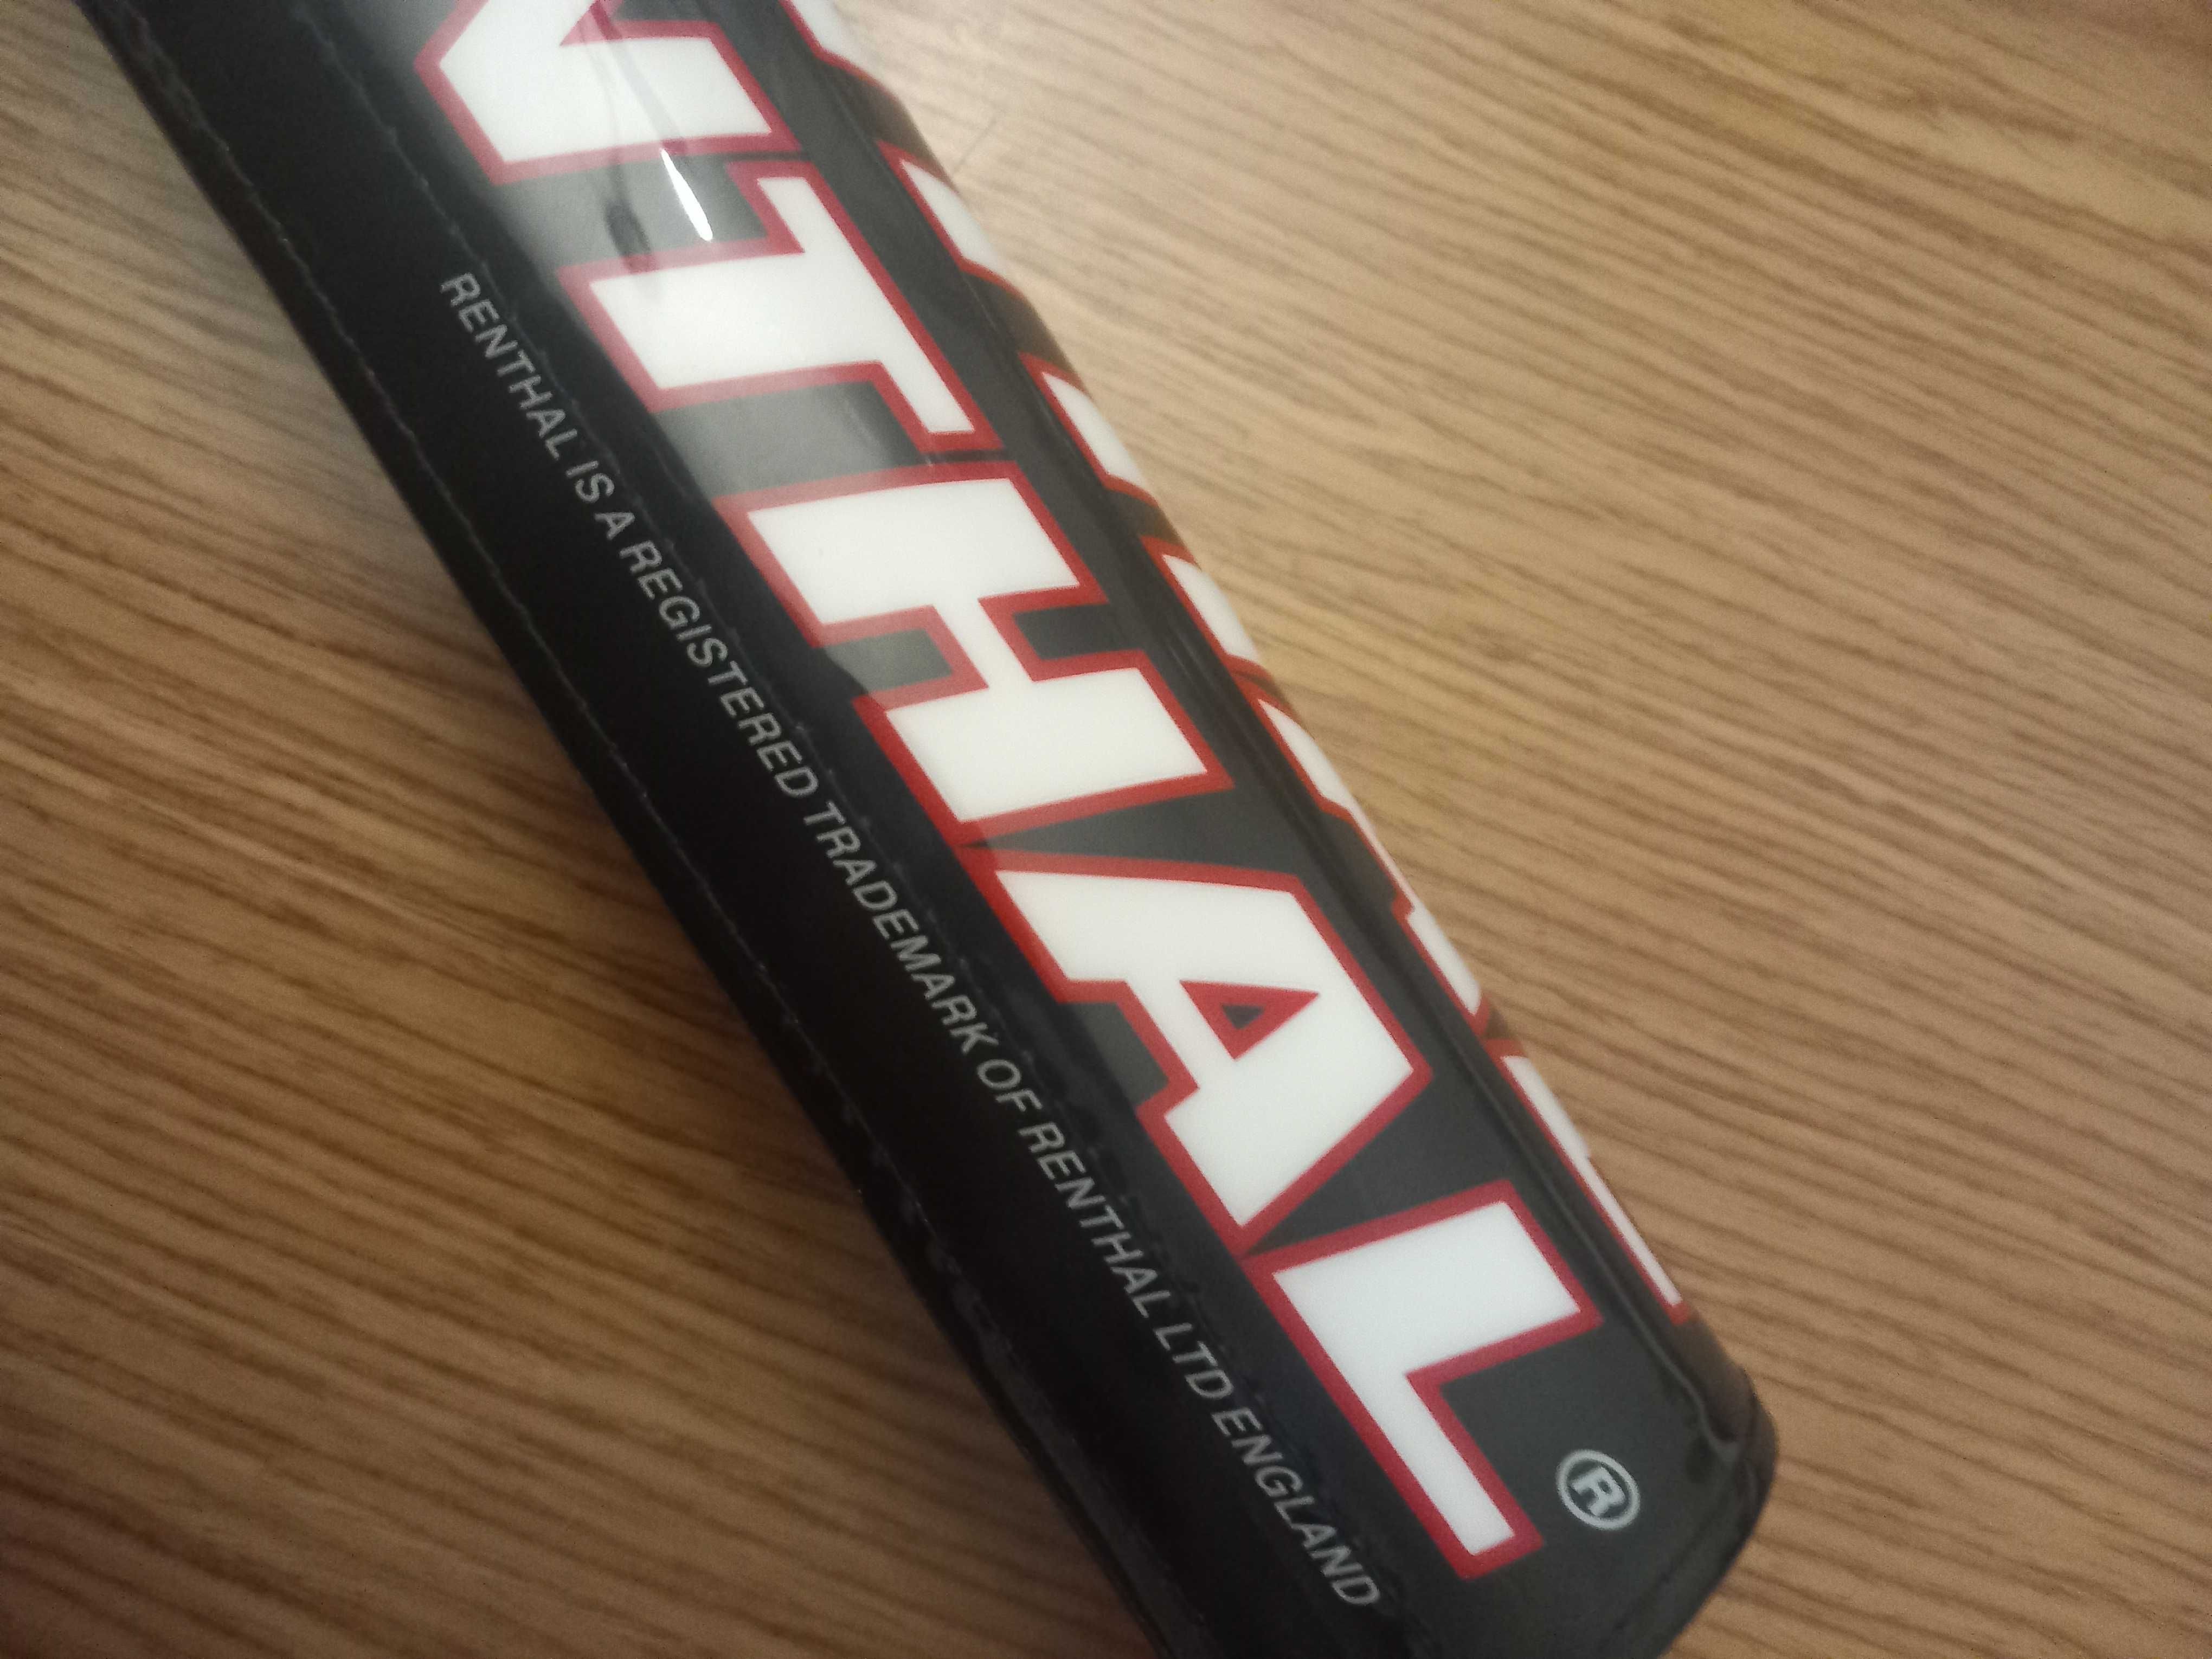 NTHAL®
RENTHAL IS A REGISTERED TRADEMARK OF RENTHAL LTD ENGLAND